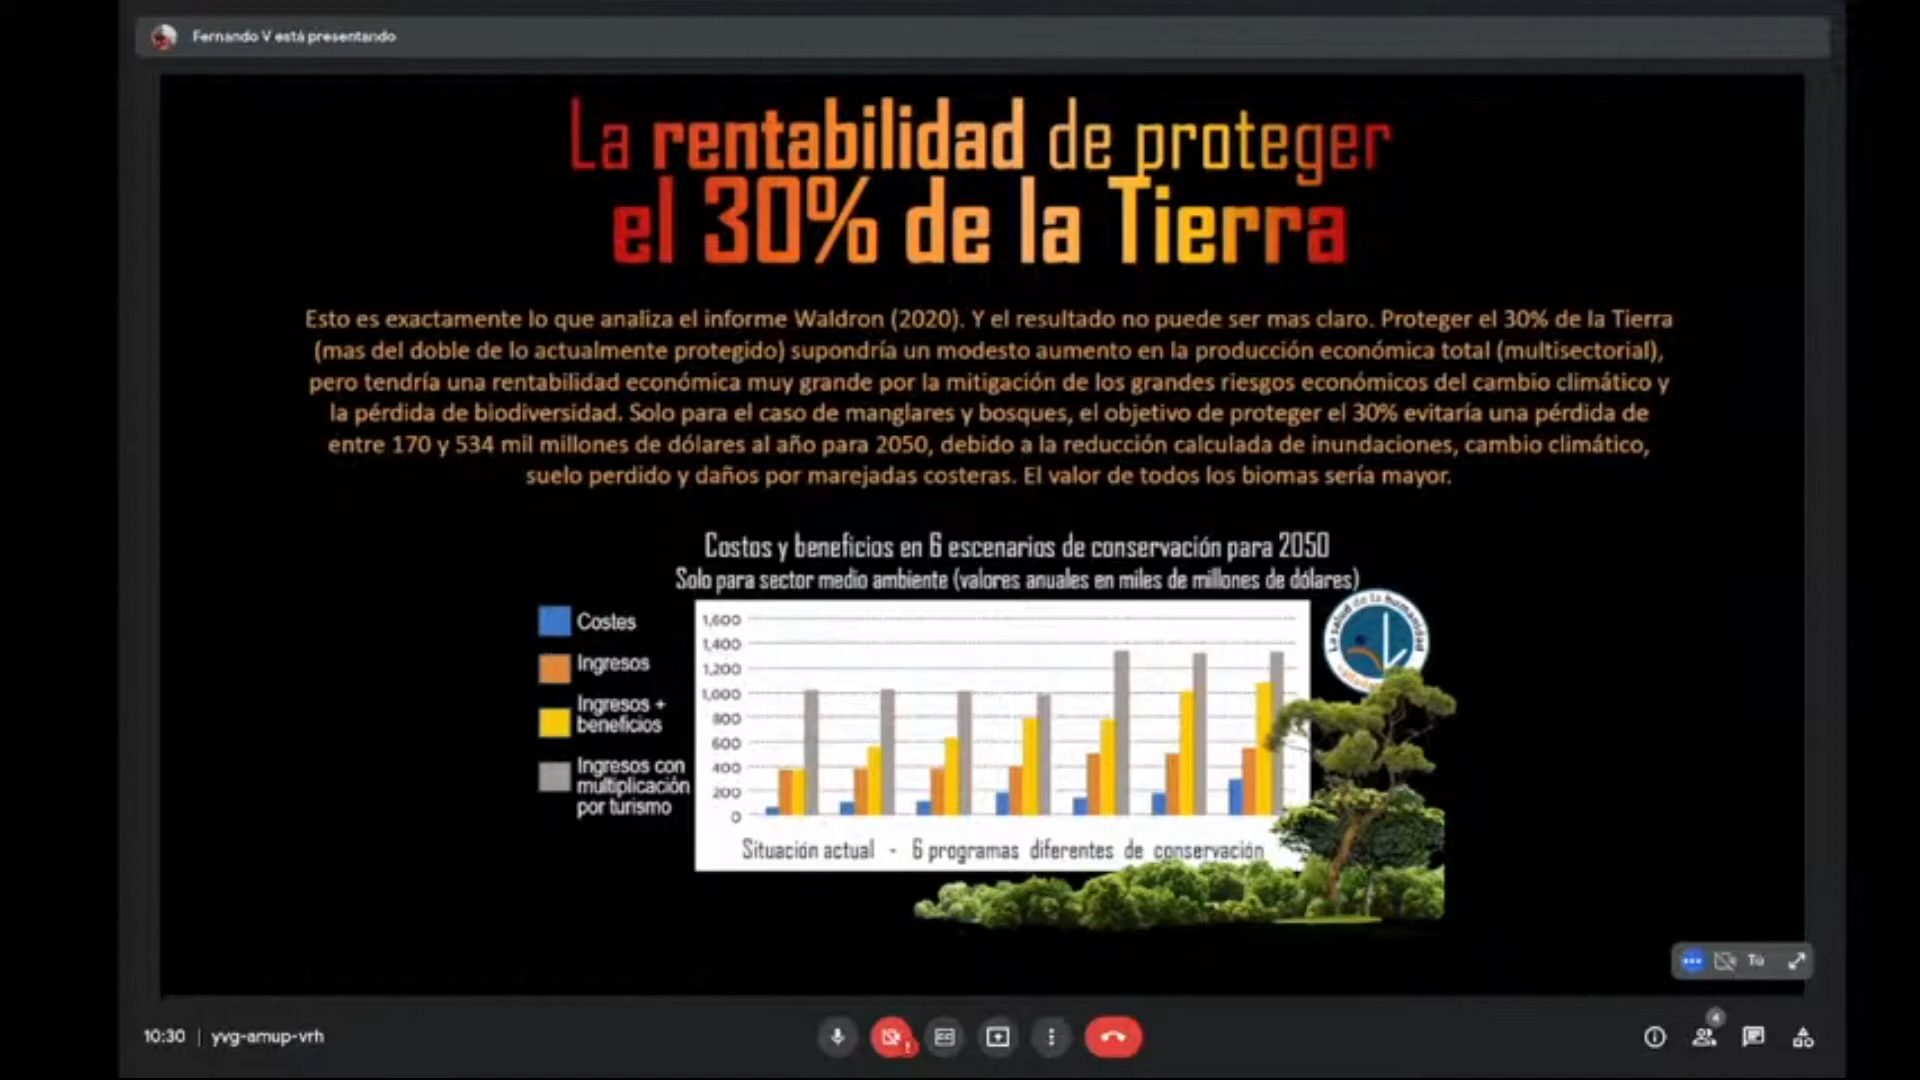 Fernando V está presentando
La rentabilidad de proteger
el 30% de la Tierra
Esto es exactamente lo que analiza el informe Waldron (2020). Y el resultado no puede ser mas claro. Proteger el 30% de la Tierra
(mas del doble de lo actualmente protegido) supondría un modesto aumento en la producción económica total (multisectorial),
pero tendría una rentabilidad económica muy grande por la mitigación de los grandes riesgos económicos del cambio climático y
la pérdida de biodiversidad. Solo para el caso de manglares y bosques, el objetivo de proteger el 30% evitaría una pérdida de
entre 170 y 534 mil millones de dólares al año para 2050, debido a la reducción calculada de inundaciones, cambio climático,
suelo perdido y daños por marejadas costeras. El valor de todos los biomas sería mayor.
Costos y beneficios en 6 escenarios de conservación para 2050
Solo para sector medio ambiente (valores anuales en miles de millones de dólares)
Costes
Ingresos
Ingresos +
beneficios
Ingresos con
multiplicación
por turismo
1,600
1,400
1,200
1,000
800
600
400
200
0
Situación actual - 6 programas diferentes de conservación
La salud de la humanidad
Tú
10:30 | yvg-amup-vrh
4